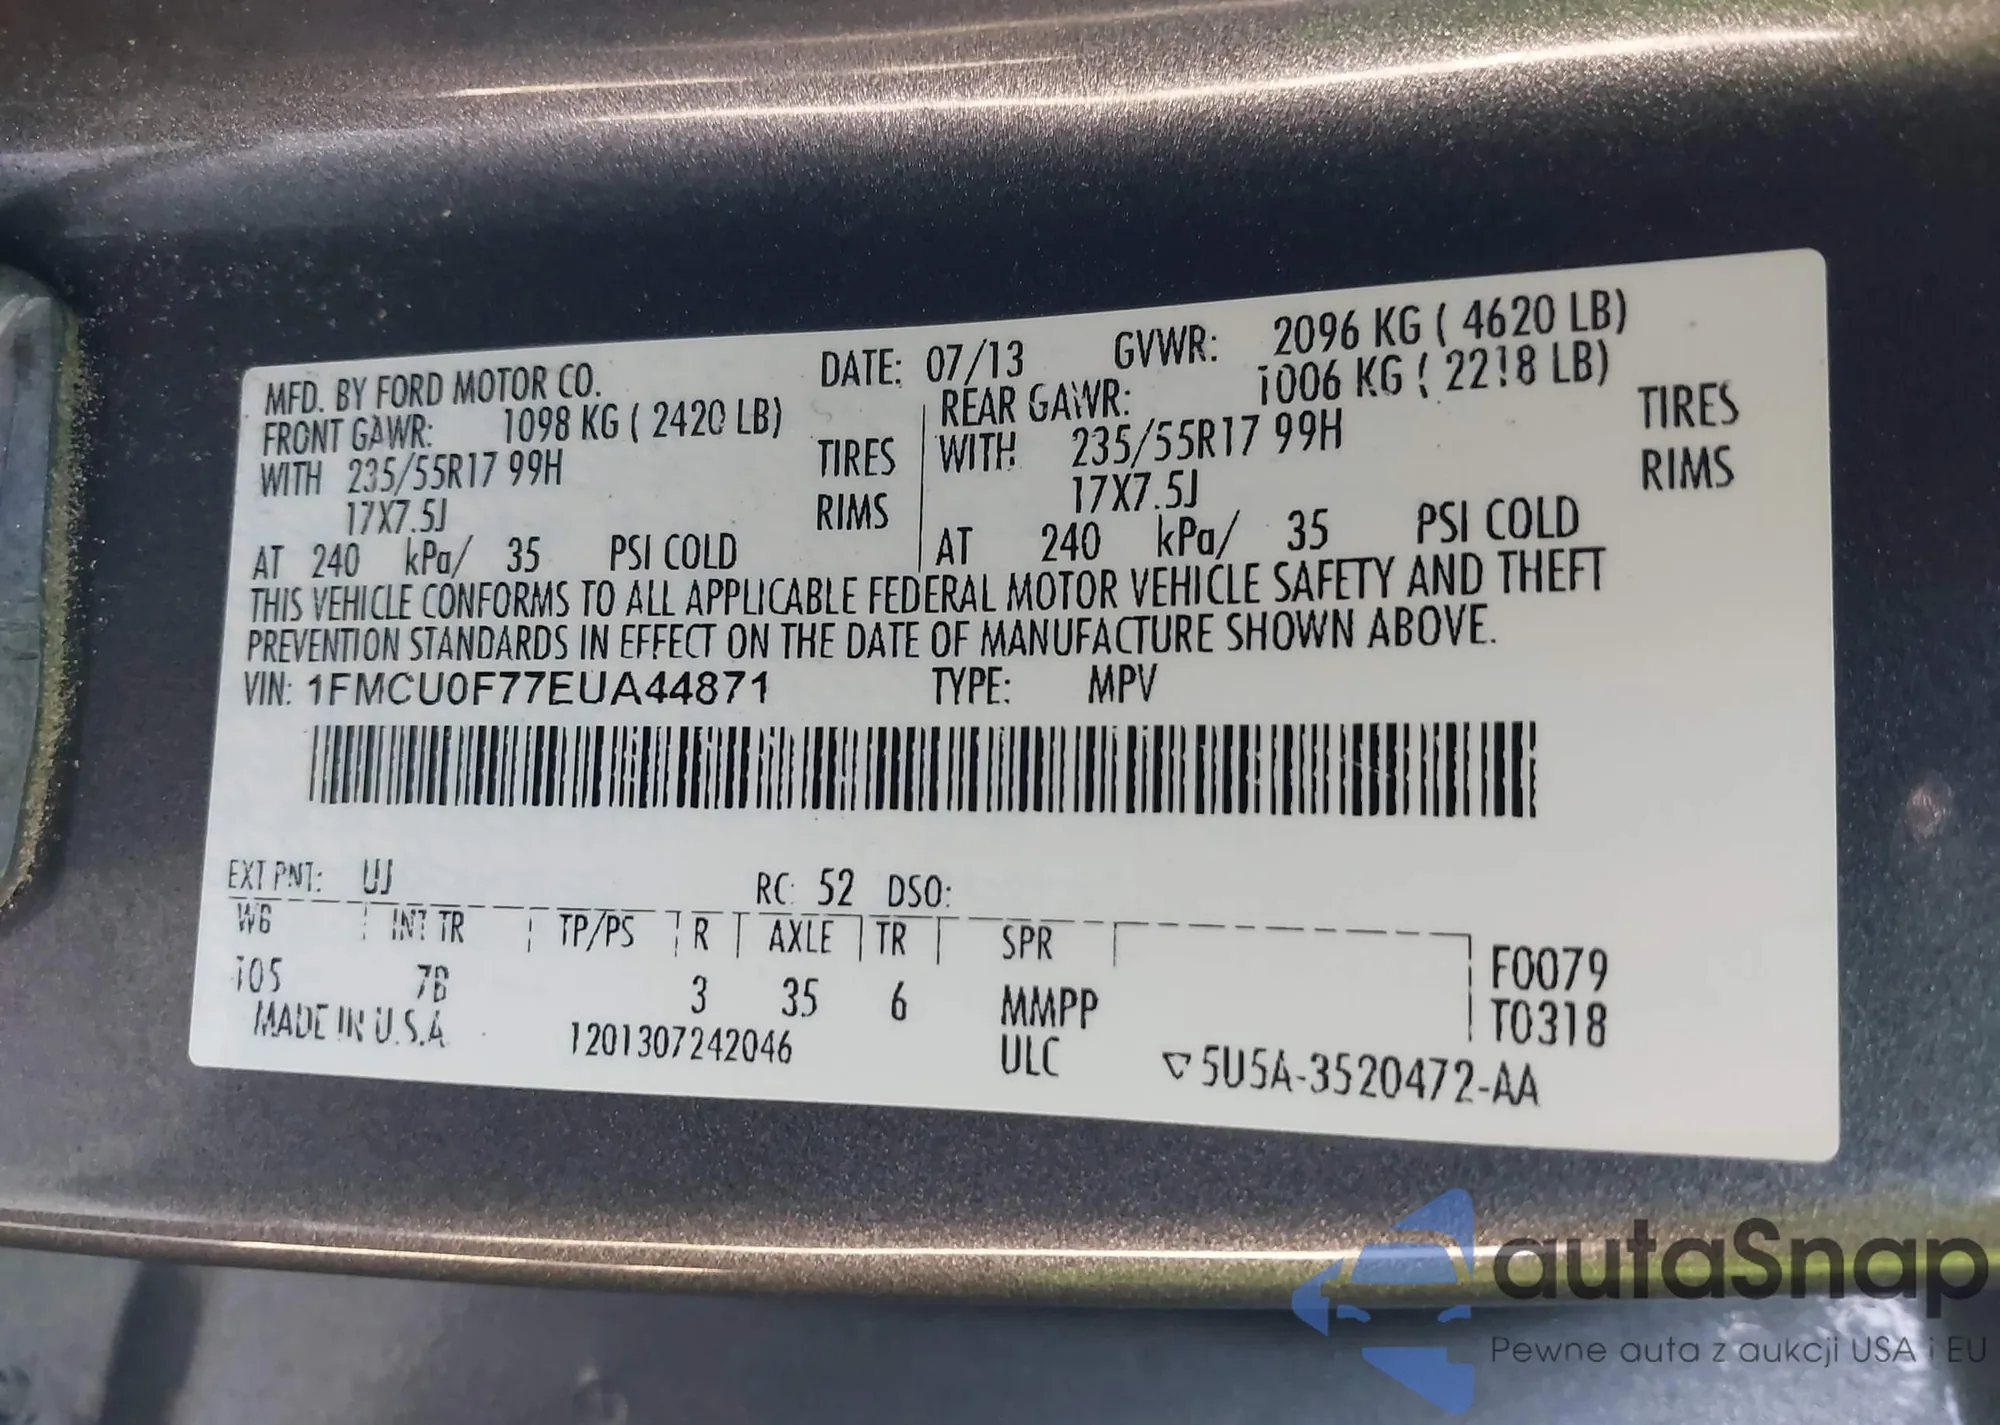 MFD. BY FORD MOTOR CO. DATE: 07/13 GVWR: 2096 KG ( 4620 LB)
FRONT GAWR: 1098 KG ( 2420 LB) REAR GAWR: 1006 KG ( 2218 LB)
WITH 235/55R17 99H TIRES WITH 235/55R17 99H TIRES
17X7.5J RIMS 17X7.5J RIMS
AT 240 kPa/ 35 PSI COLD AT 240 kPa/ 35 PSI COLD
THIS VEHICLE CONFORMS TO ALL APPLICABLE FEDERAL MOTOR VEHICLE SAFETY AND THEFT
PREVENTION STANDARDS IN EFFECT ON THE DATE OF MANUFACTURE SHOWN ABOVE.
VIN: 1FMCU0F77EUA44871 TYPE: MPV
EXT PNT: UJ RC: 52 DSO:
WB INT TR TP/PS R AXLE TR SPR F0079
105 7B 3 35 6 MMPP T0318
MADE IN U.S.A. 1201307242046 ULC 5U5A-3520472-AA
autaSnap
Pewne auta z aukcji USA i EU